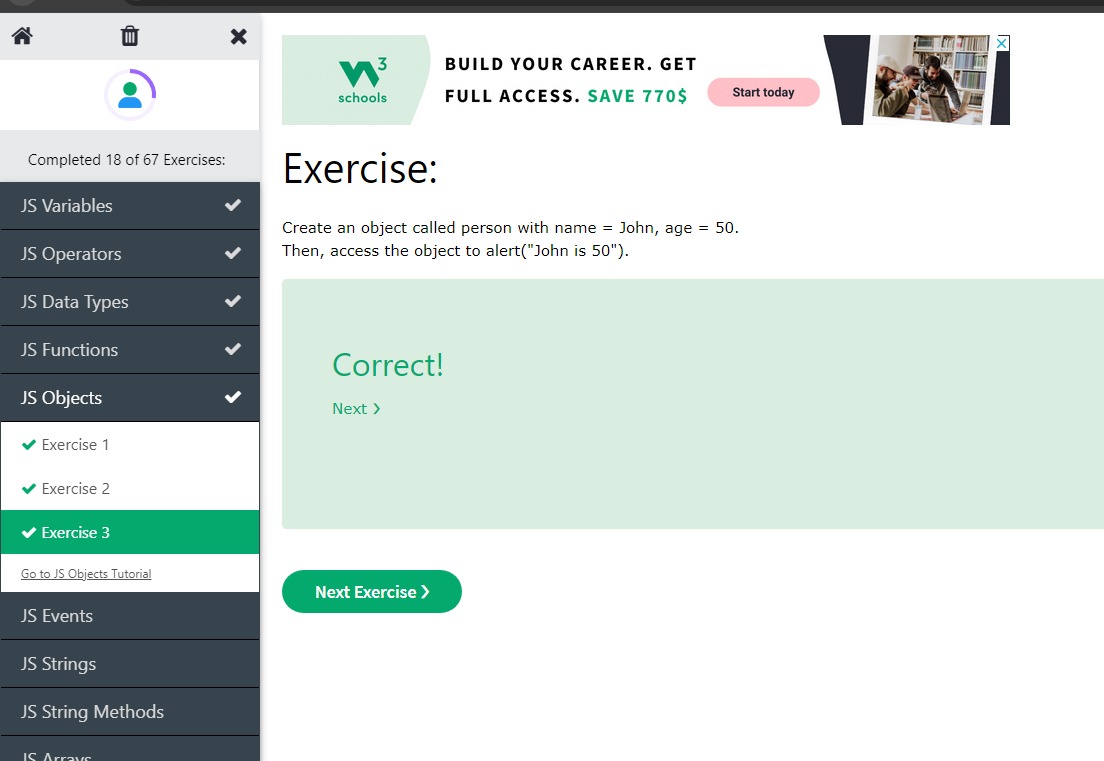 Completed 18 of 67 Exercises:
JS Variables
JS Operators
JS Data Types
JS Functions
JS Objects
Exercise 1
Exercise 2
Exercise 3
Go to JS Objects Tutorial
JS Events
JS Strings
JS String Methods
JS Arrays
W3
schools
BUILD YOUR CAREER. GET
FULL ACCESS. SAVE 770$
Start today
Exercise:
Create an object called person with name = John, age = 50.
Then, access the object to alert("John is 50").
Correct!
Next ❯
Next Exercise ❯